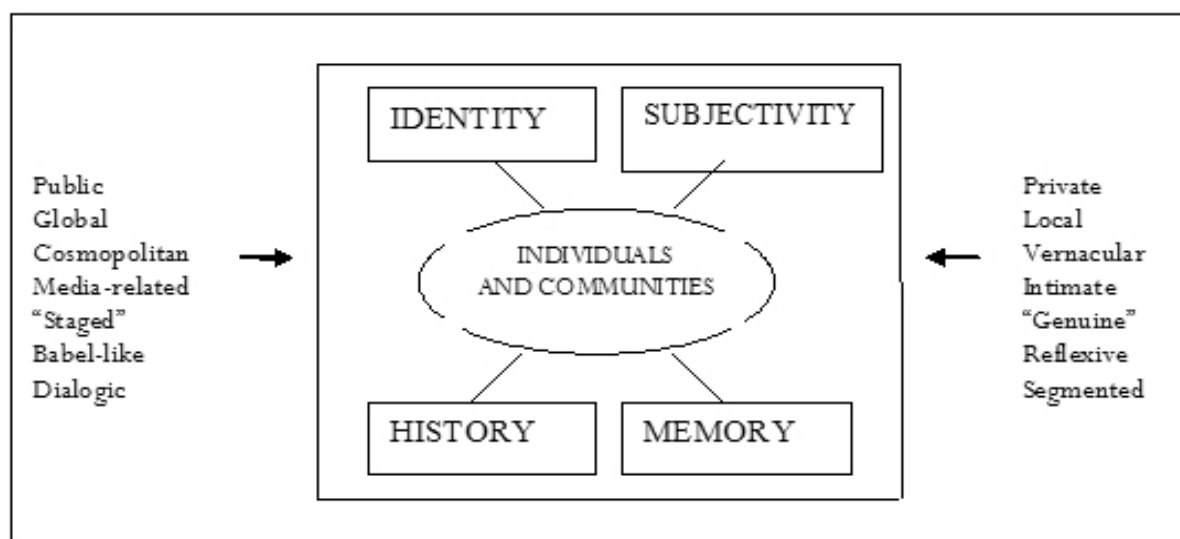 IDENTITY
SUBJECTIVITY
Public
Global
Cosmopolitan
Media-related
“Staged”
Babel-like
Dialogic
INDIVIDUALS
AND COMMUNITIES
Private
Local
Vernacular
Intimate
“Genuine”
Reflexive
Segmented
HISTORY
MEMORY